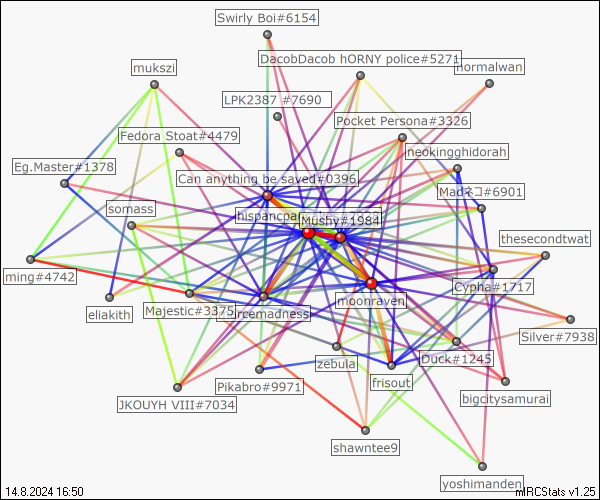 Swirly Boi#6154
DacobDacob hORNY police#5271
mukszi
normalwan
LPK2387 #7690
Pocket Persona#3326
Fedora Stoat#4479
neokingghidorah
Eg.Master#1378
Can anything be saved#0396
Madネコ#6901
somass
Mushy#1984
thesecondtwat
ming#4742
moonraven
Cypha#1717
eliakith
Majestic#3375
Silver#7938
zebula
Duck#1245
Pikabro#9971
frisout
bigcitysamurai
JKOUYH VIII#7034
shawntee9
yoshimanden
14.8.2024 16:50
mIRCStats v1.25